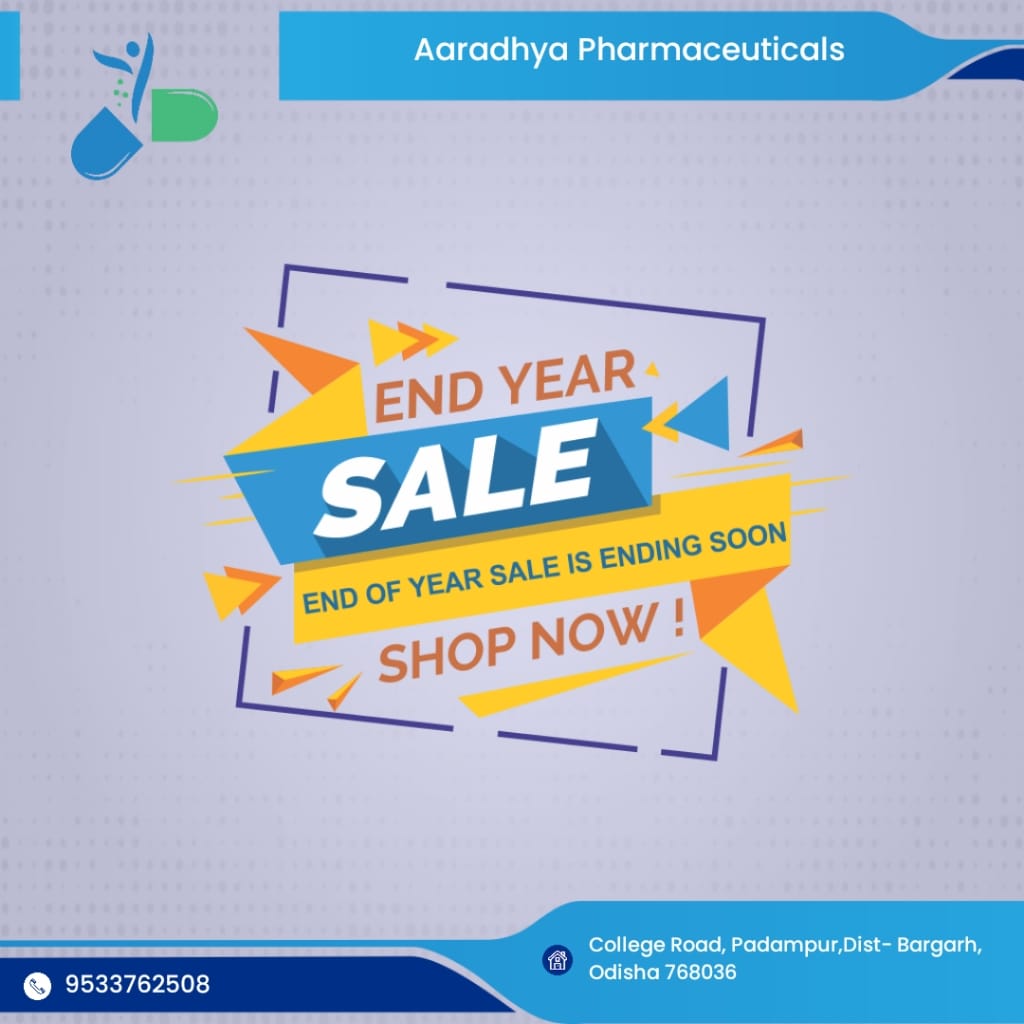 Aaradhya Pharmaceuticals
END YEAR
SALE
END OF YEAR SALE IS ENDING SOON
SHOP NOW !
9533762508
College Road, Padampur,Dist- Bargarh,
Odisha 768036